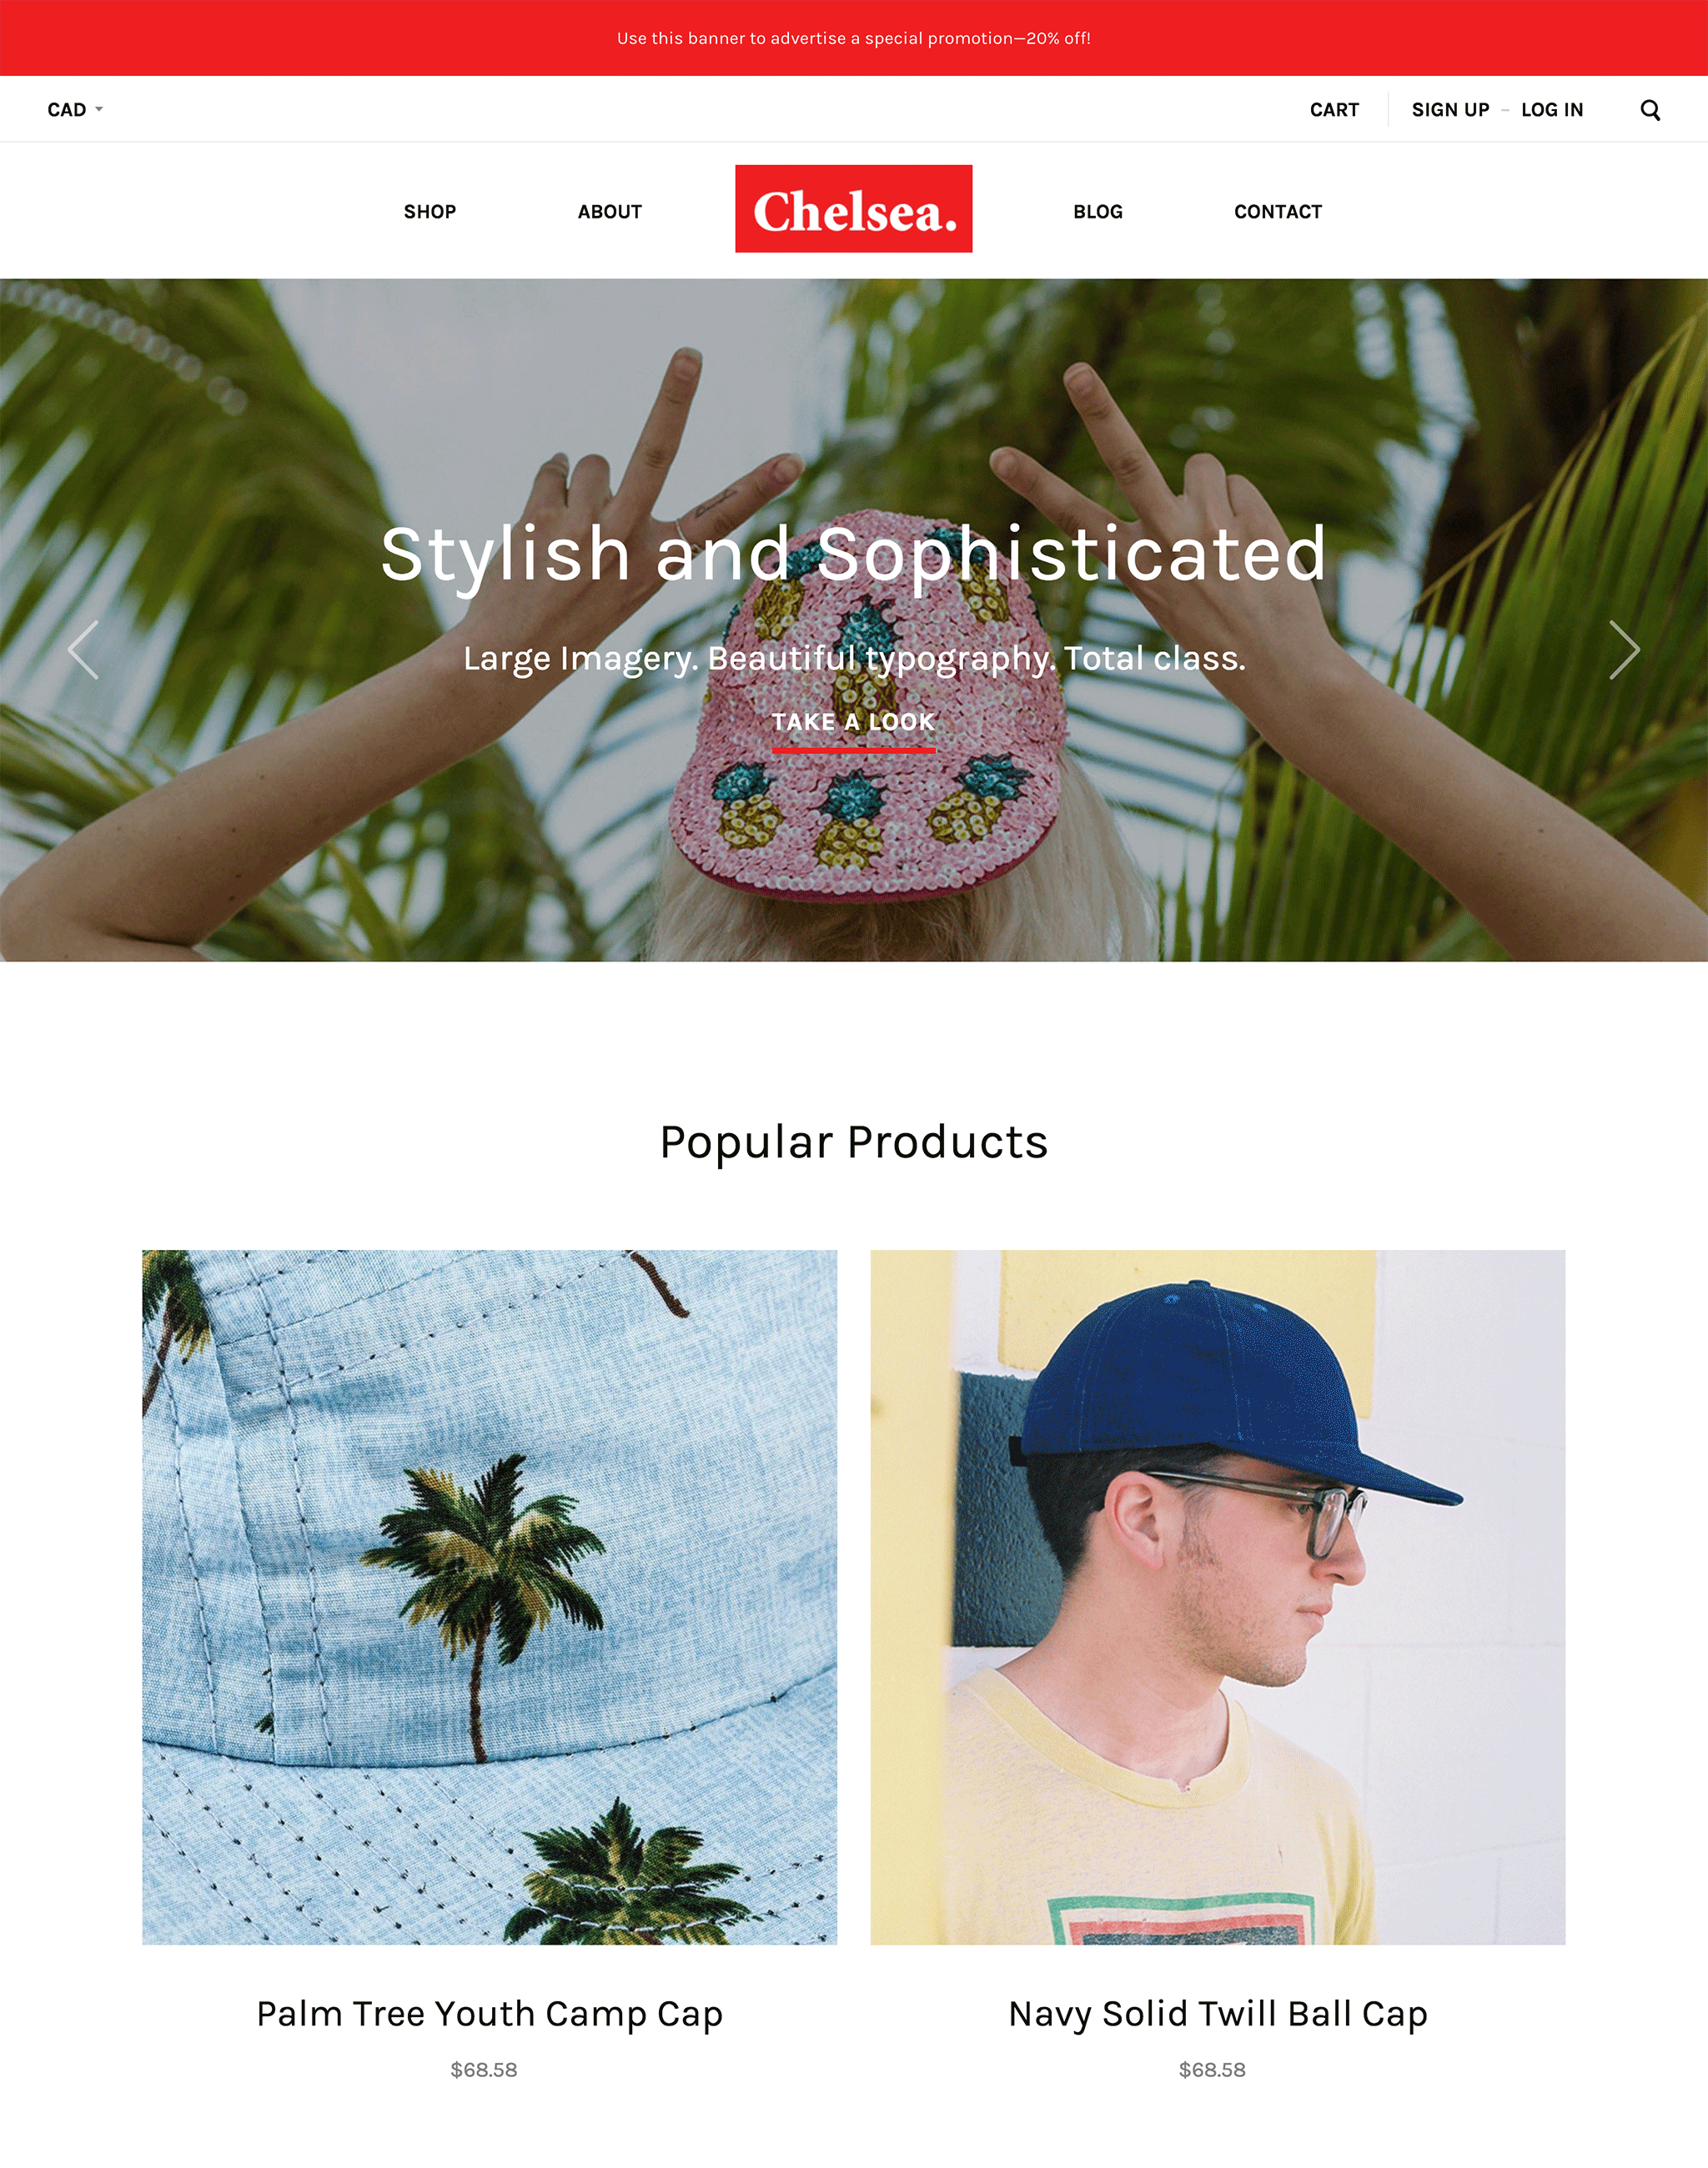 Use this banner to advertise a special promotion—20% off!
CAD
CART
SIGN UP – LOG IN
SHOP
ABOUT
Chelsea.
BLOG
CONTACT
Stylish and Sophisticated
Large Imagery. Beautiful typography. Total class.
TAKE A LOOK
Popular Products
Palm Tree Youth Camp Cap
$68.58
Navy Solid Twill Ball Cap
$68.58